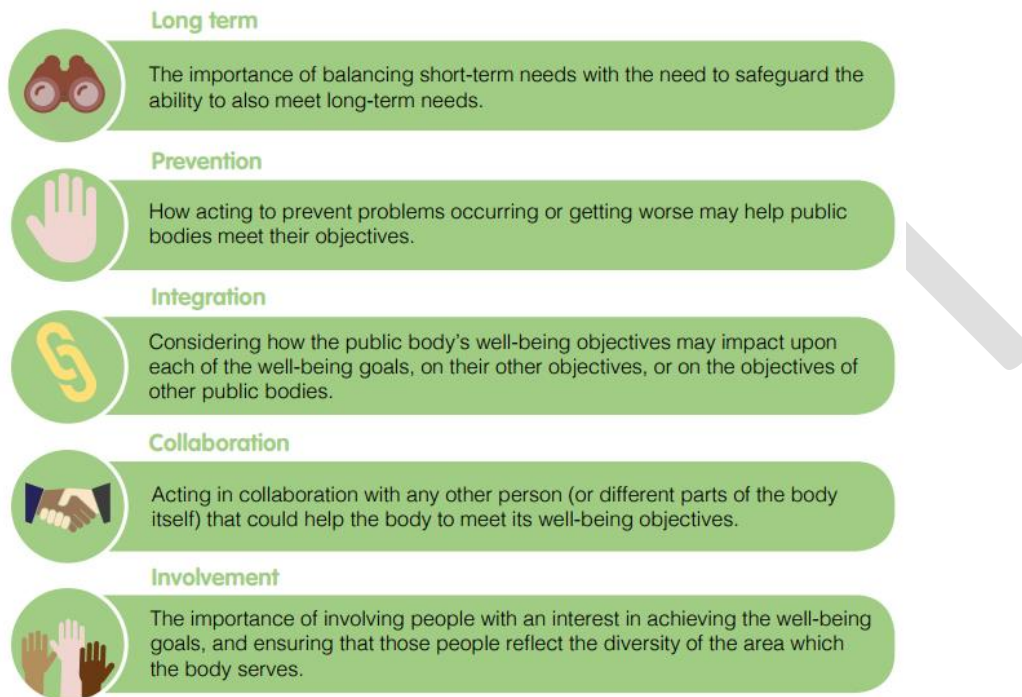 Long term
The importance of balancing short-term needs with the need to safeguard the
ability to also meet long-term needs.
Prevention
How acting to prevent problems occurring or getting worse may help public
bodies meet their objectives.
Integration
Considering how the public body's well-being objectives may impact upon
each of the well-being goals, on their other objectives, or on the objectives of
other public bodies.
Collaboration
Acting in collaboration with any other person (or different parts of the body
itself) that could help the body to meet its well-being objectives.
Involvement
The importance of involving people with an interest in achieving the well-being
goals, and ensuring that those people reflect the diversity of the area which
the body serves.